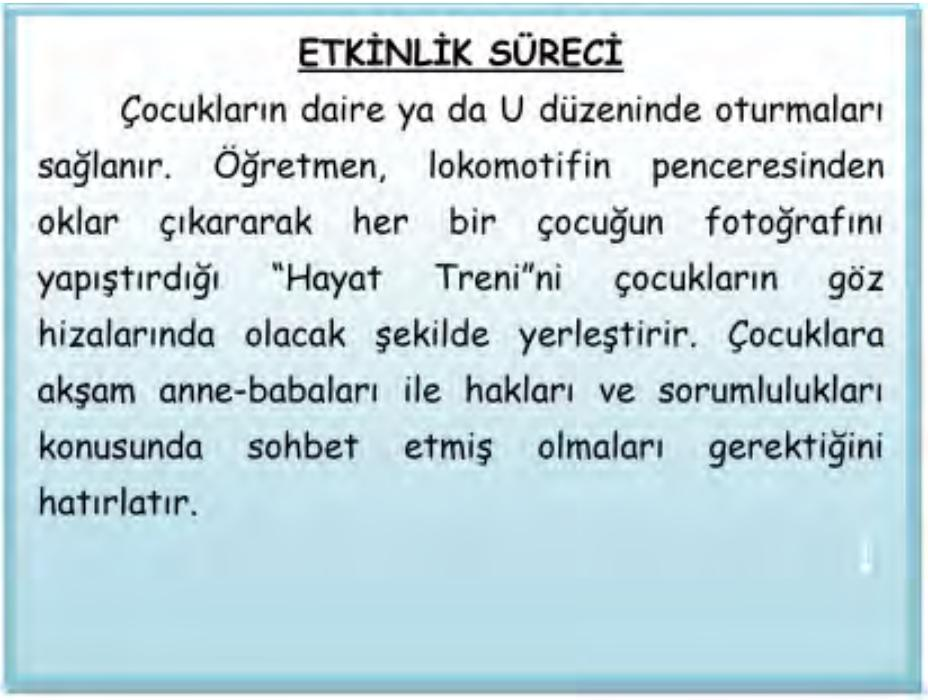 ETKİNLİK SÜRECİ
Çocukların daire ya da U düzeninde oturmaları
sağlanır. Öğretmen, lokomotifin penceresinden
oklar çıkararak her bir çocuğun fotoğrafını
yapıştırdığı “Hayat Treni”ni çocukların göz
hizalarında olacak şekilde yerleştirir. Çocuklara
akşam anne-babaları ile hakları ve sorumlulukları
konusunda sohbet etmiş olmaları gerektiğini
hatırlatır.